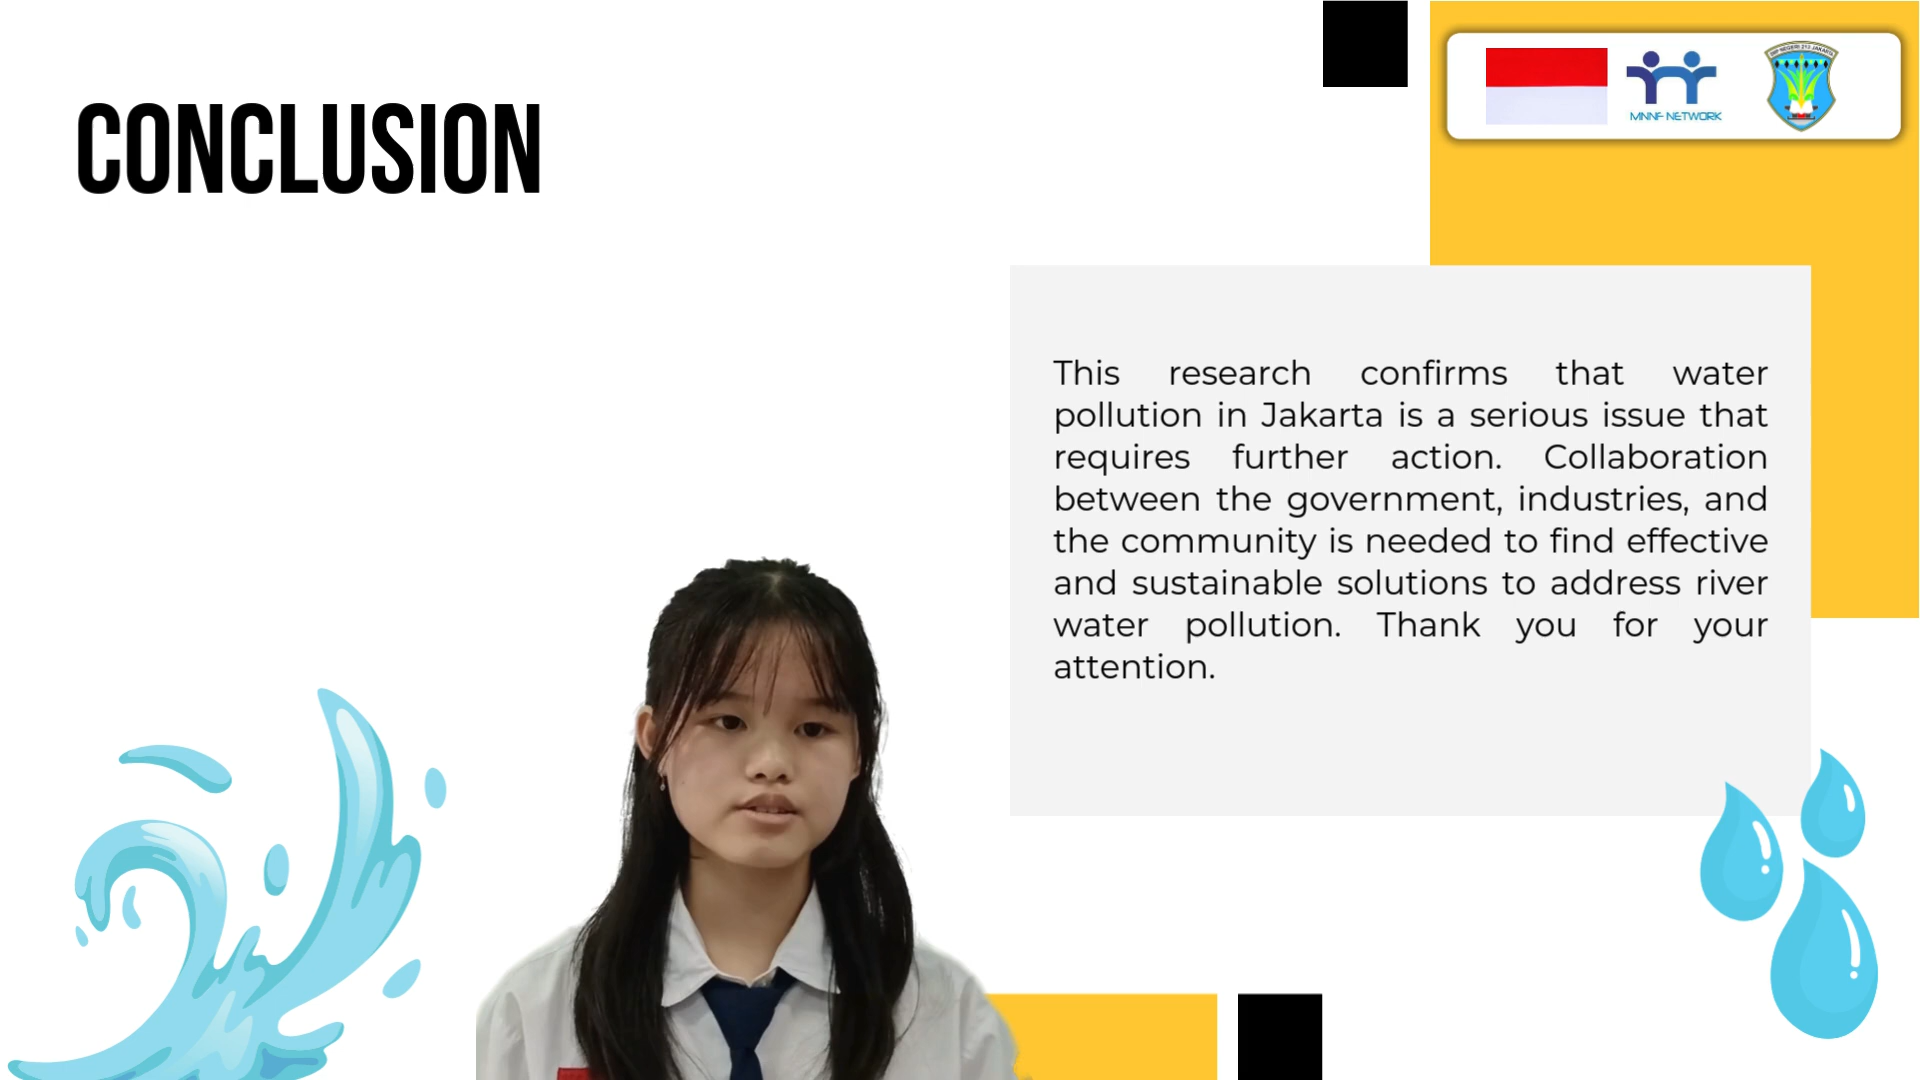 CONCLUSION
MNNF NETWORK
This research confirms that water
pollution in Jakarta is a serious issue that
requires further action. Collaboration
between the government, industries, and
the community is needed to find effective
and sustainable solutions to address river
water pollution. Thank you for your
attention.